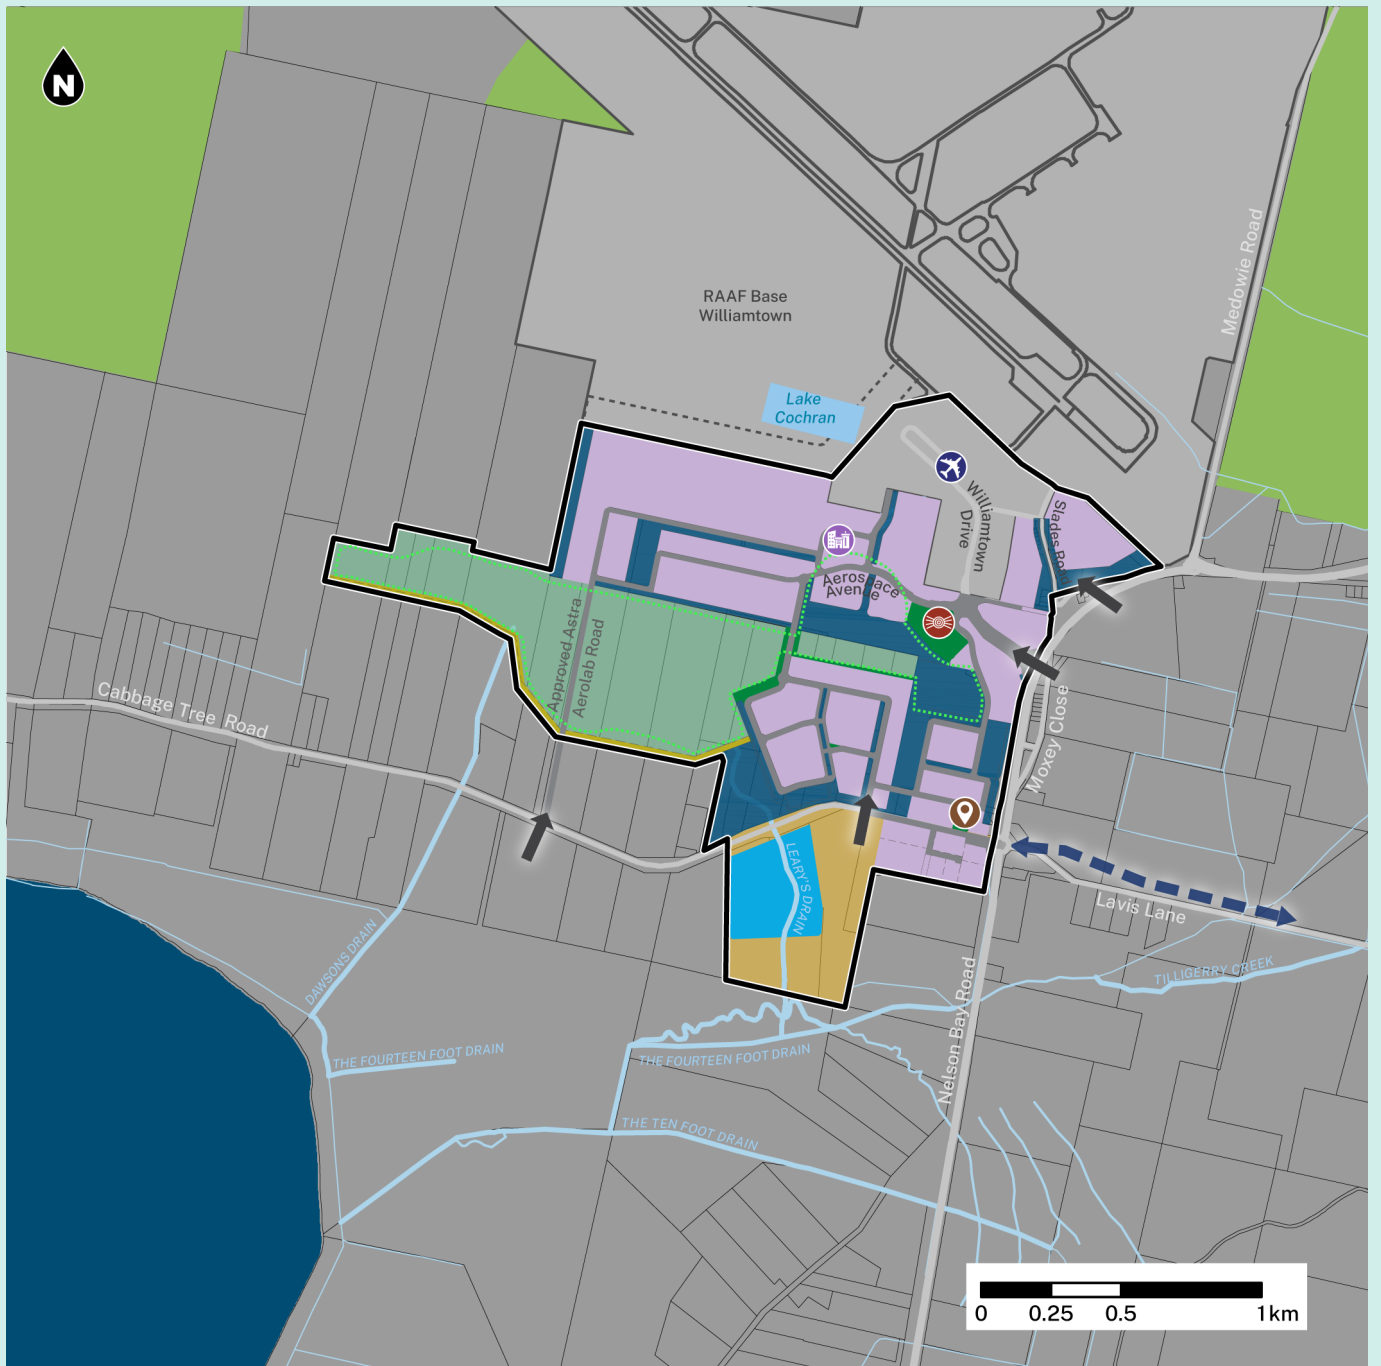 N
Medowie Road
RAAF Base
Williamtown
Lake
Cochran
Williamtown
Drive
Slades Road
Aerospace
Avenue
Approved Astra
Aerolab Road
Cabbage Tree Road
Moxey Close
LEARY'S DRAIN
Lavis Lane
DAWSONS DRAIN
TILLIGERRY CREEK
Nelson Bay Road
THE FOURTEEN FOOT DRAIN
THE FOURTEEN FOOT DRAIN
THE TEN FOOT DRAIN
0 0.25 0.5 1km